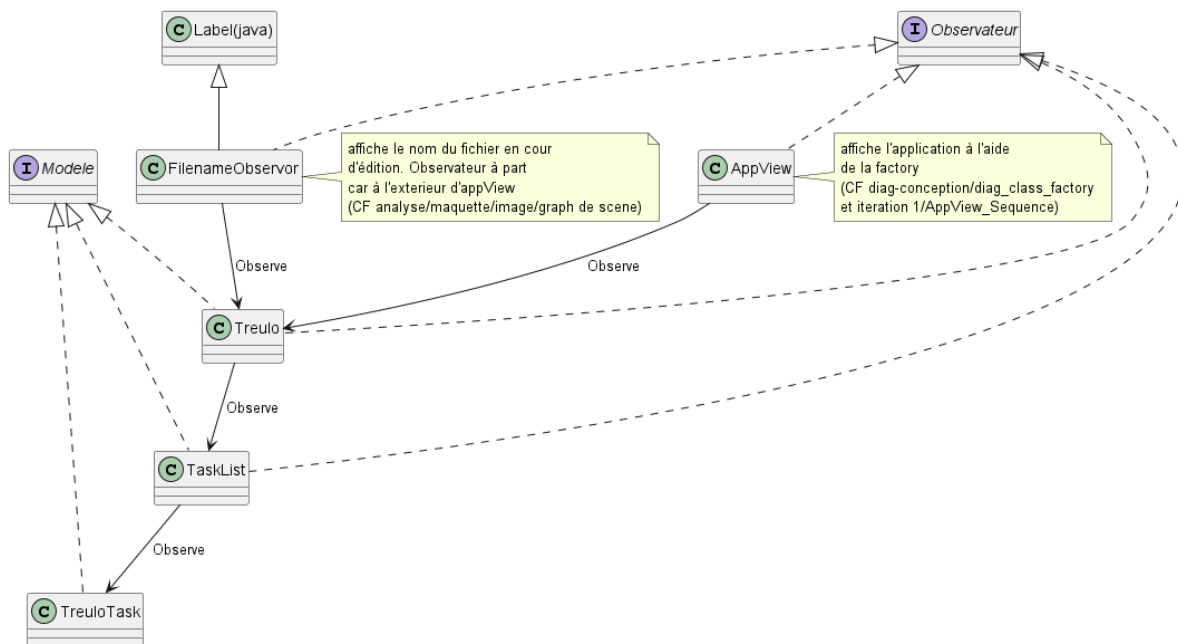 C Label(java)
I Observateur
I Modele
C FilenameObservor
affiche le nom du fichier en cour
d'édition. Observateur à part
car à l'exterieur d'appView
(CF analyse/maquette/image/graph de scene)
C AppView
affiche l'application à l'aide
de la factory
(CF diag-conception/diag_class_factory
et iteration 1/AppView_Sequence)
Observe
Observe
C Treulo
Observe
C TaskList
Observe
C TreuloTask